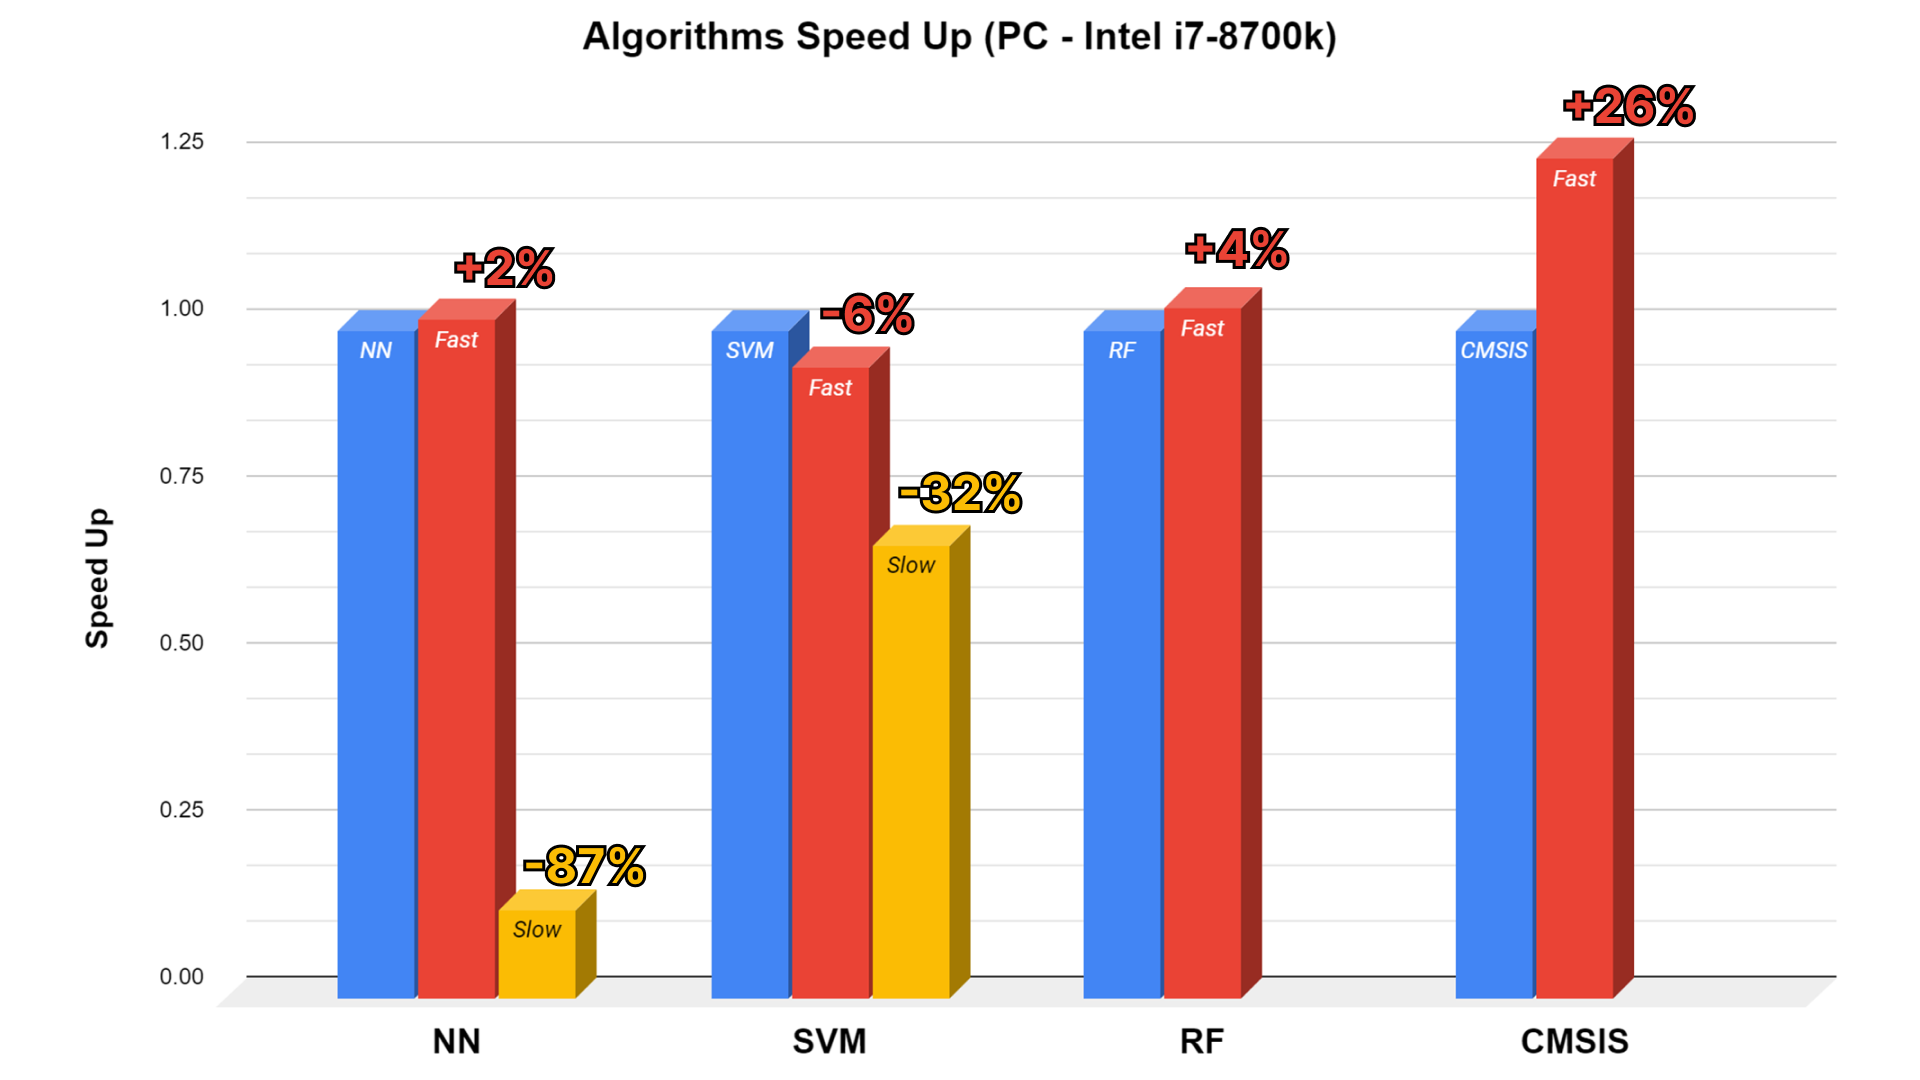 Algorithms Speed Up (PC - Intel i7-8700k)
Speed Up
1.25
1.00
0.75
0.50
0.25
0.00
NN
Fast
+2%
Slow
-87%
SVM
Fast
-6%
Slow
-32%
RF
Fast
+4%
CMSIS
Fast
+26%
NN
SVM
RF
CMSIS